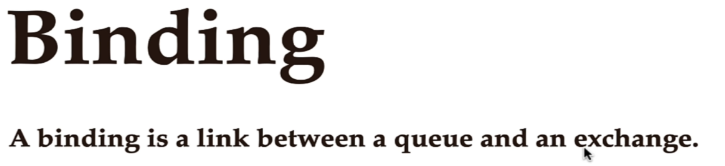 Binding
A binding is a link between a queue and an exchange.